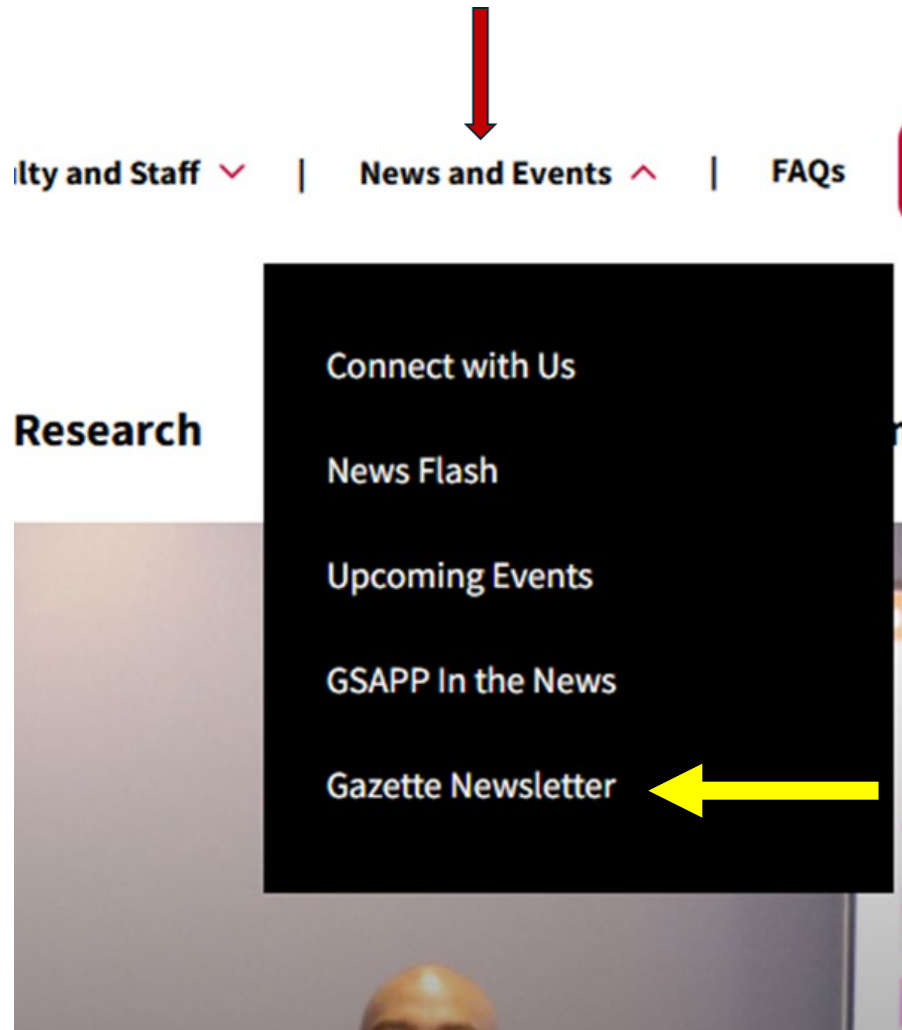 lty and Staff | News and Events | FAQs
Connect with Us
Research
News Flash
Upcoming Events
GSAPP In the News
Gazette Newsletter